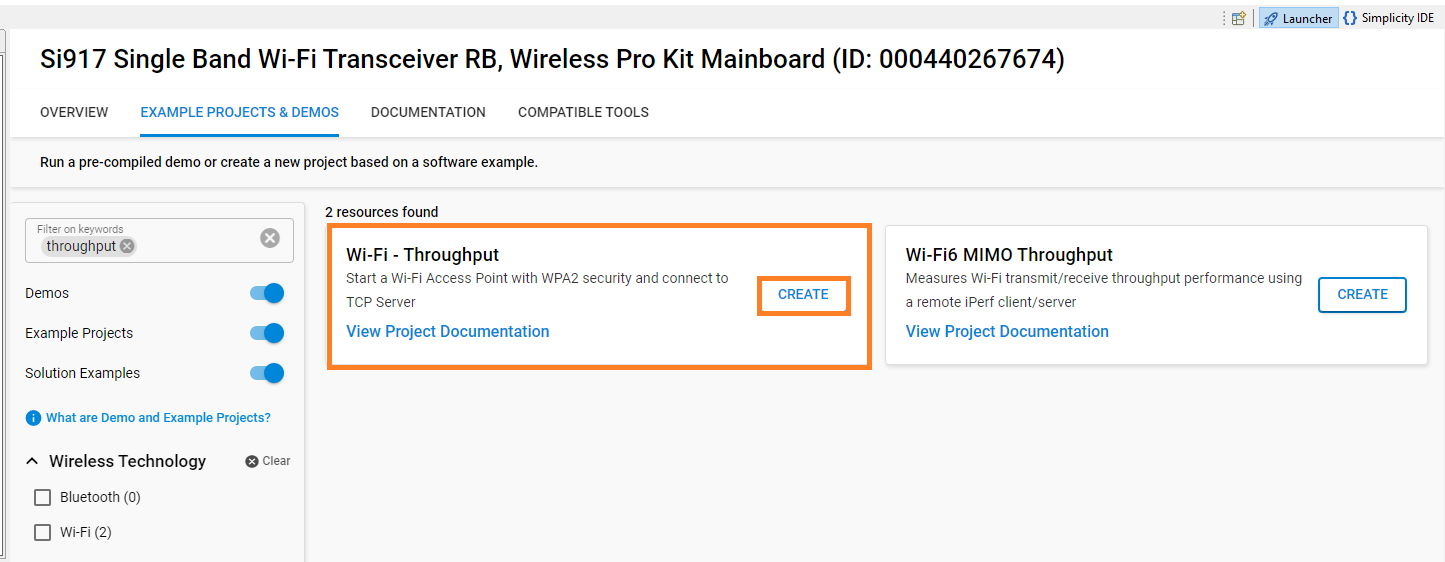 Launcher
Simplicity IDE
Si917 Single Band Wi-Fi Transceiver RB, Wireless Pro Kit Mainboard (ID: 000440267674)
OVERVIEW
EXAMPLE PROJECTS & DEMOS
DOCUMENTATION
COMPATIBLE TOOLS
Run a pre-compiled demo or create a new project based on a software example.
Filter on keywords
throughput
Demos
Example Projects
Solution Examples
What are Demo and Example Projects?
Wireless Technology
Clear
Bluetooth (0)
Wi-Fi (2)
2 resources found
Wi-Fi - Throughput
Start a Wi-Fi Access Point with WPA2 security and connect to
TCP Server
View Project Documentation
CREATE
Wi-Fi6 MIMO Throughput
Measures Wi-Fi transmit/receive throughput performance using
a remote iPerf client/server
View Project Documentation
CREATE